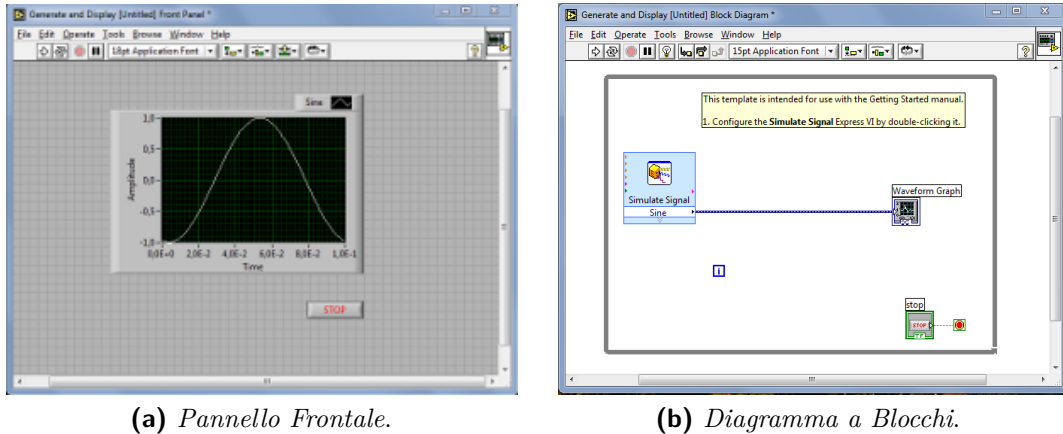 Generate and Display [Untitled] Front Panel *
File Edit Operate Tools Browse Window Help
18pt Application Font
Sine
Amplitude
1,0
0,5
0,0
-0,5
-1,0
0,0E+0 2,0E-2 4,0E-2 6,0E-2 8,0E-2 1,0E-1
Time
STOP
(a) Pannello Frontale.
Generate and Display [Untitled] Block Diagram *
File Edit Operate Tools Browse Window Help
15pt Application Font
This template is intended for use with the Getting Started manual.
1. Configure the Simulate Signal Express VI by double-clicking it.
Simulate Signal
Sine
Waveform Graph
i
stop
STOP
TF
(b) Diagramma a Blocchi.